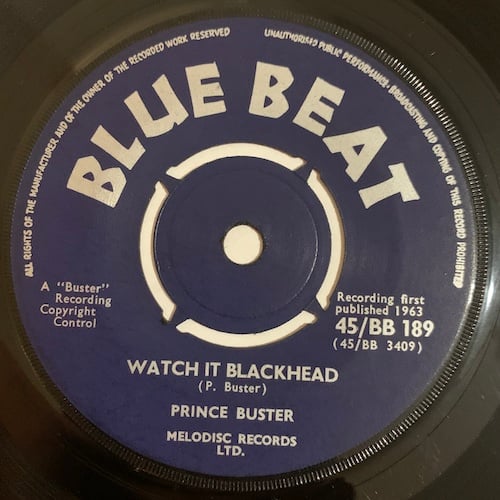 ALL RIGHTS OF THE MANUFACTURER AND OF THE OWNER OF THE RECORDED WORK RESERVED
UNAUTHORISED PUBLIC PERFORMANCE · BROADCASTING AND COPYING OF THIS RECORD PROHIBITED
BLUE BEAT
A "Buster"
Recording
Copyright
Control
Recording first
published 1963
45/BB 189
(45/BB 3409)
WATCH IT BLACKHEAD
(P. Buster)
PRINCE BUSTER
MELODISC RECORDS
LTD.